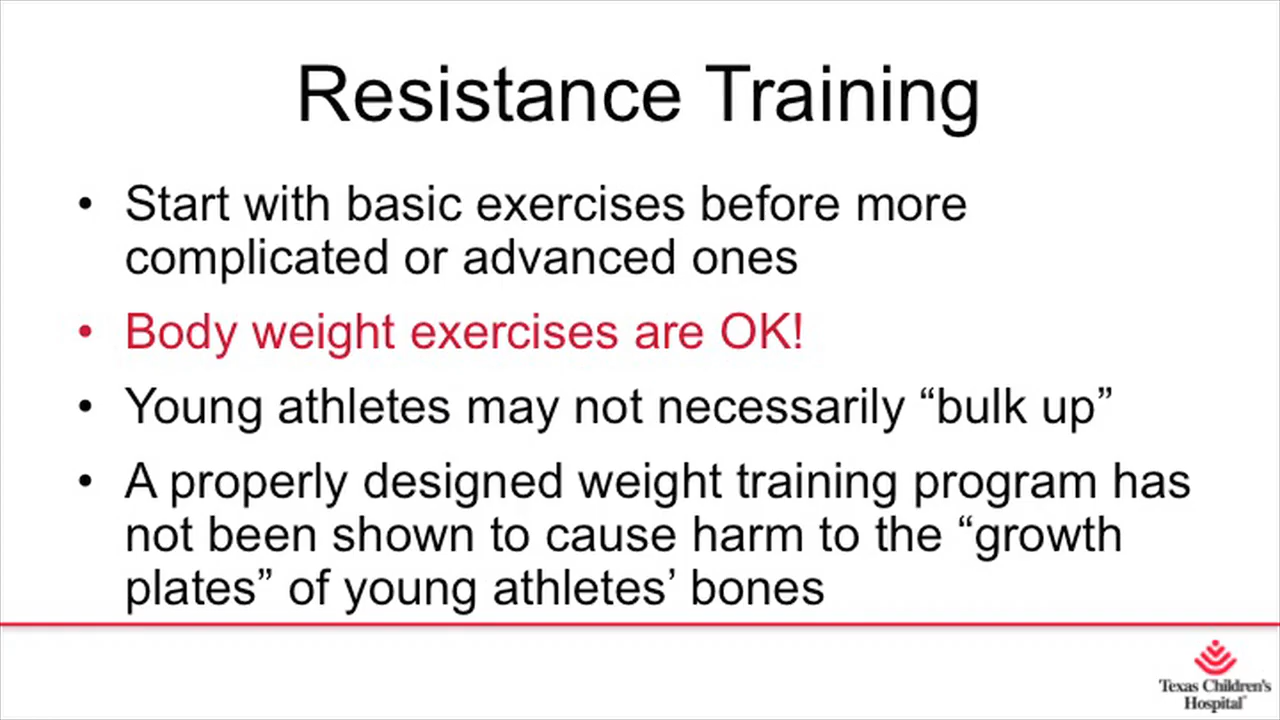 Resistance Training
• Start with basic exercises before more
complicated or advanced ones
• Body weight exercises are OK!
• Young athletes may not necessarily “bulk up”
• A properly designed weight training program has
not been shown to cause harm to the “growth
plates” of young athletes’ bones
Texas Children's
Hospital